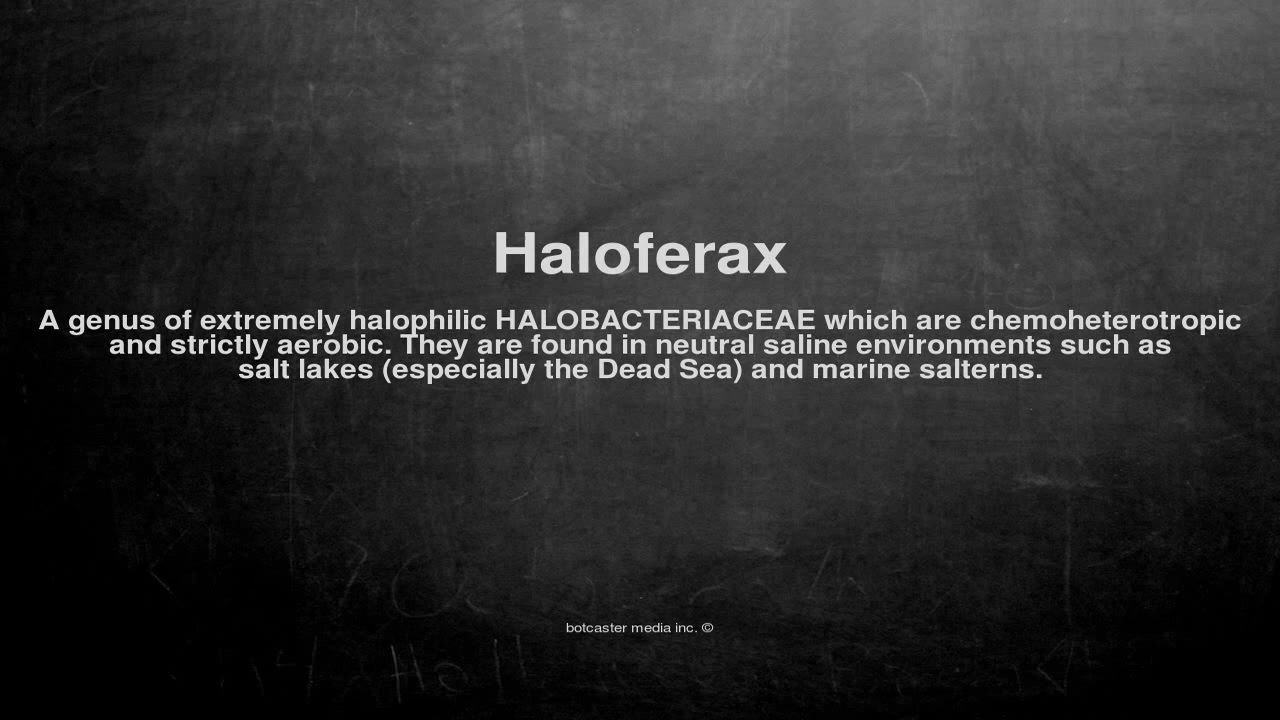 Haloferax
A genus of extremely halophilic HALOBACTERIACEAE which are chemoheterotropic
and strictly aerobic. They are found in neutral saline environments such as
salt lakes (especially the Dead Sea) and marine salterns.
botcaster media inc. ©